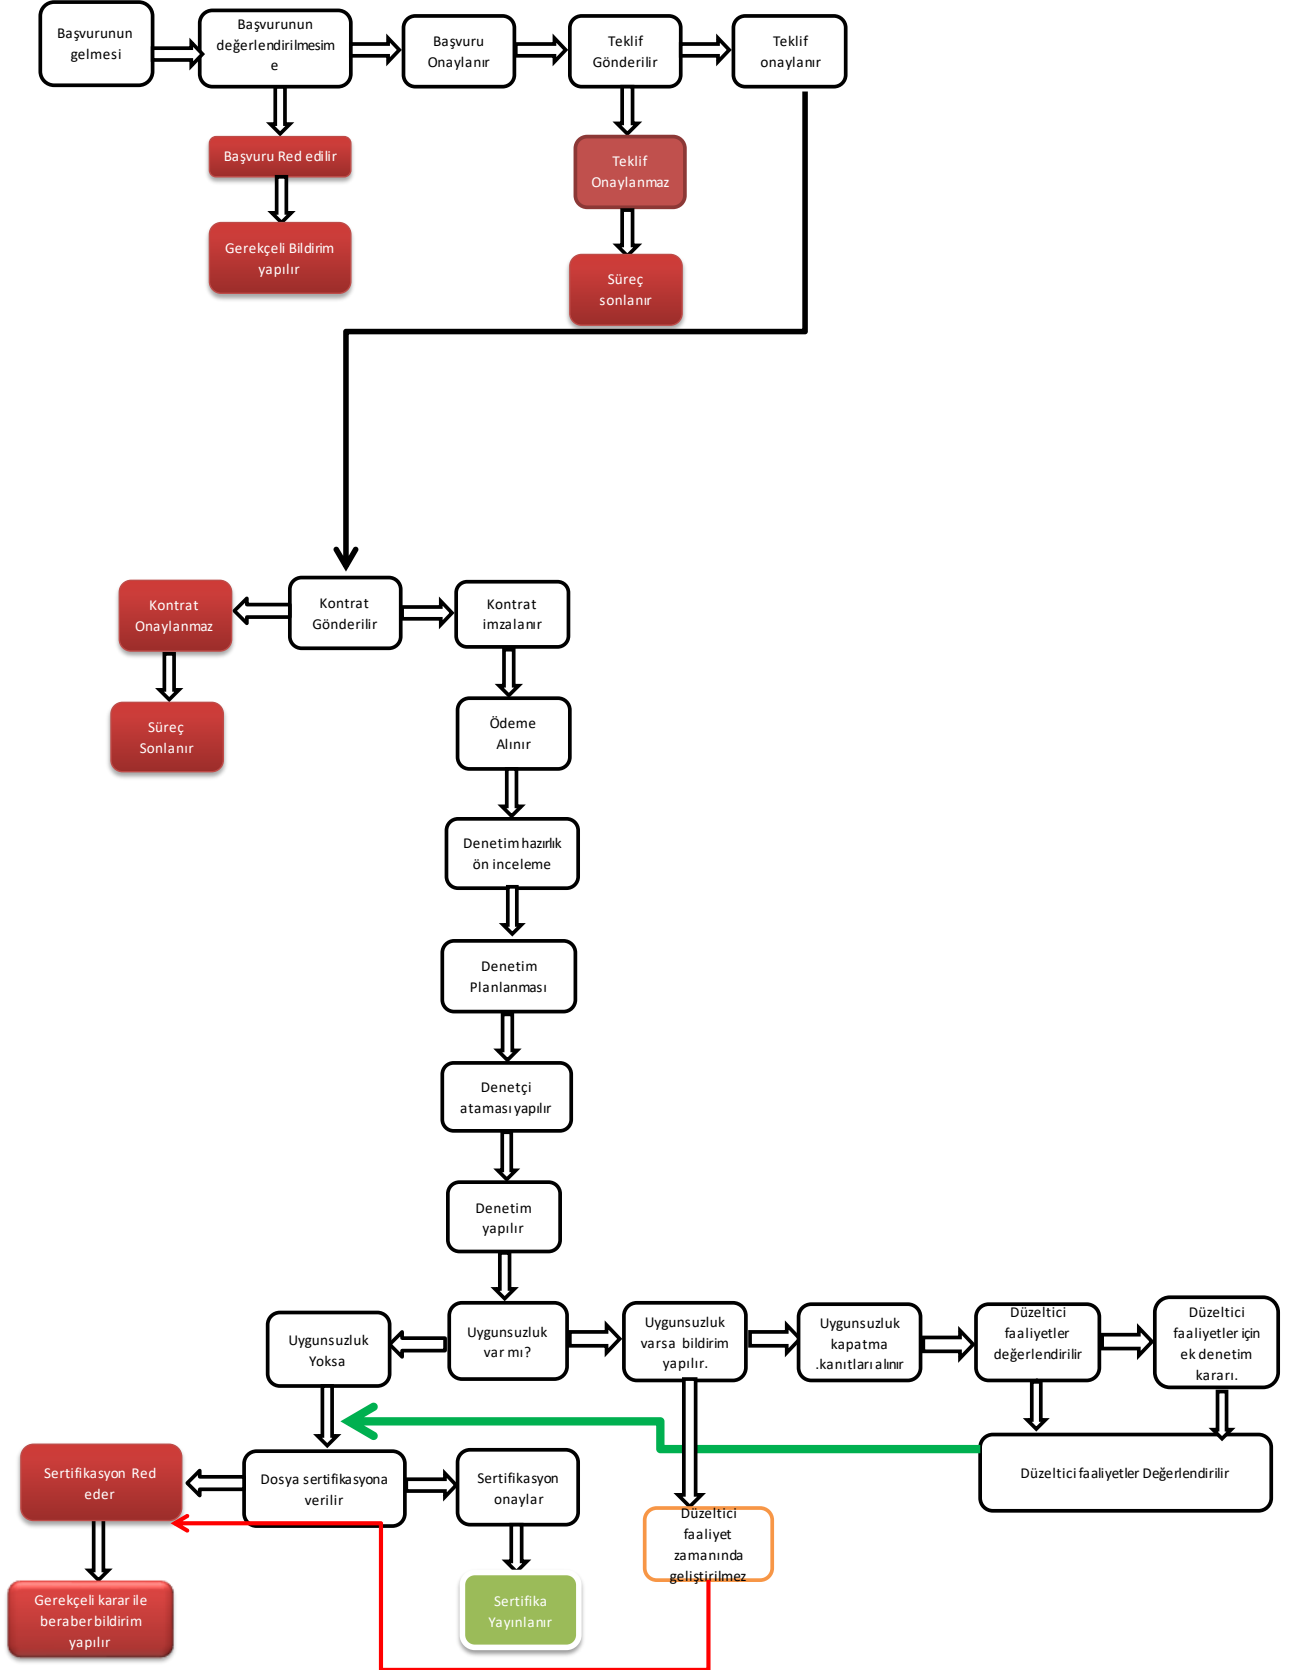 Başvurunun
gelmesi
Başvurunun
değerlendirilmesim
e
Başvuru
Onaylanır
Teklif
Gönderilir
Teklif
onaylanır
Başvuru Red edilir
Gerekçeli Bildirim
yapılır
Teklif
Onaylanmaz
Süreç
sonlanır
Kontrat
Onaylanmaz
Kontrat
Gönderilir
Kontrat
imzalanır
Süreç
Sonlanır
Ödeme
Alınır
Denetim hazırlık
ön inceleme
Denetim
Planlanması
Denetçi
ataması yapılır
Denetim
yapılır
Uygunsuzluk
Yoksa
Uygunsuzluk
var mı?
Uygunsuzluk
varsa bildirim
yapılır.
Uygunsuzluk
kapatma
.kanıtları alınır
Düzeltici
faaliyetler
değerlendirilir
Düzeltici
faaliyetler için
ek denetim
kararı.
Sertifikasyon Red
eder
Dosya sertifikasyona
verilir
Sertifikasyon
onaylar
Düzeltici faaliyetler Değerlendirilir
Düzeltici
faaliyet
zamanında
geliştirilmez
Gerekçeli karar ile
beraber bildirim
yapılır
Sertifika
Yayınlanır